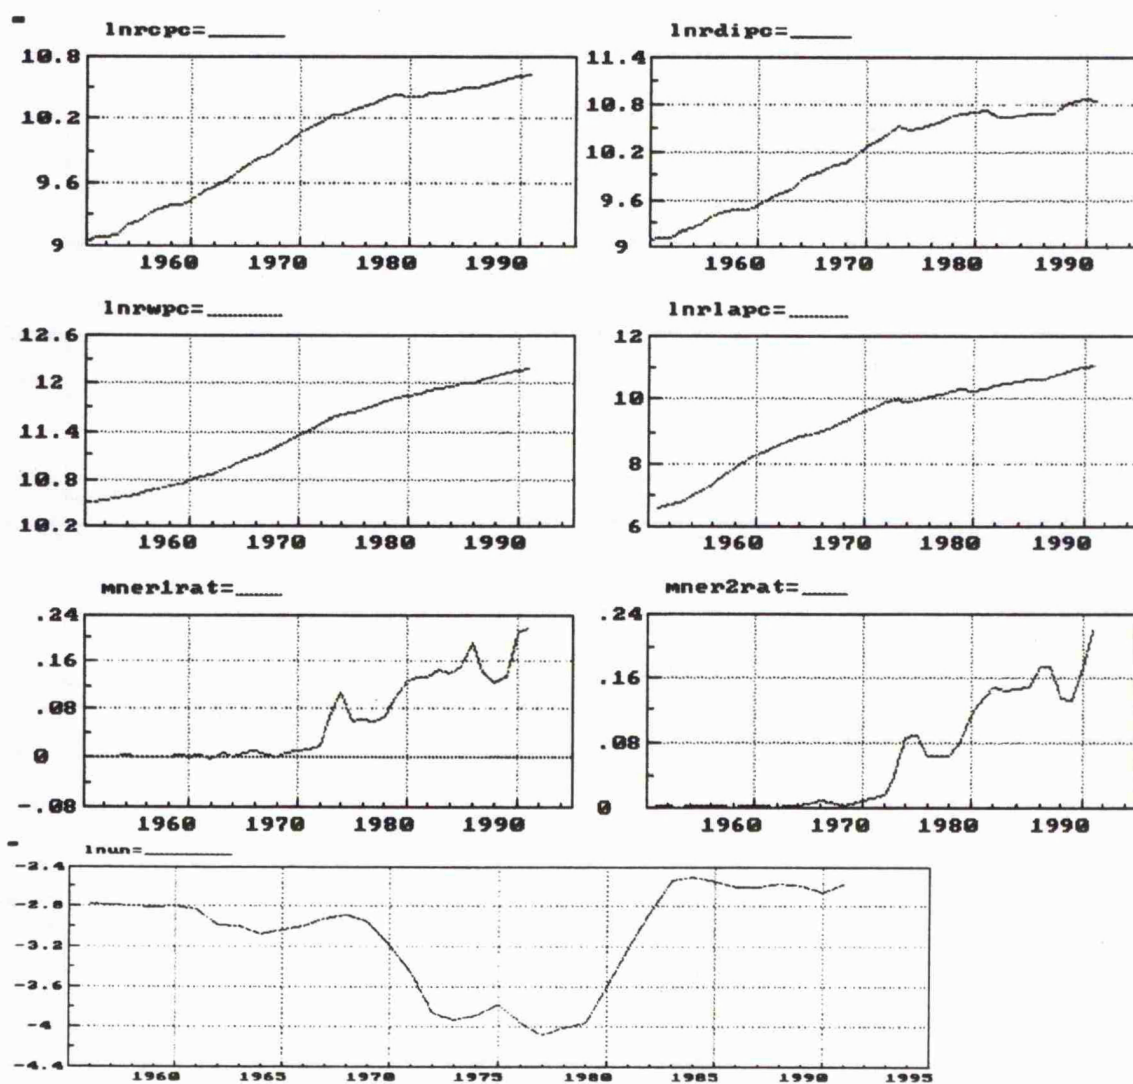 lnrcpc=
10.8
10.2
9.6
9
1960 1970 1980 1990
lnrdipc=
11.4
10.8
10.2
9.6
9
1960 1970 1980 1990
lnrwpc=
12.6
12
11.4
10.8
10.2
1960 1970 1980 1990
lnrlapc=
12
10
8
6
1960 1970 1980 1990
mner1rat=
.24
.16
.08
0
-.08
1960 1970 1980 1990
mner2rat=
.24
.16
.08
0
1960 1970 1980 1990
lnun=
-2.4
-2.8
-3.2
-3.6
-4
-4.4
1960 1965 1970 1975 1980 1985 1990 1995